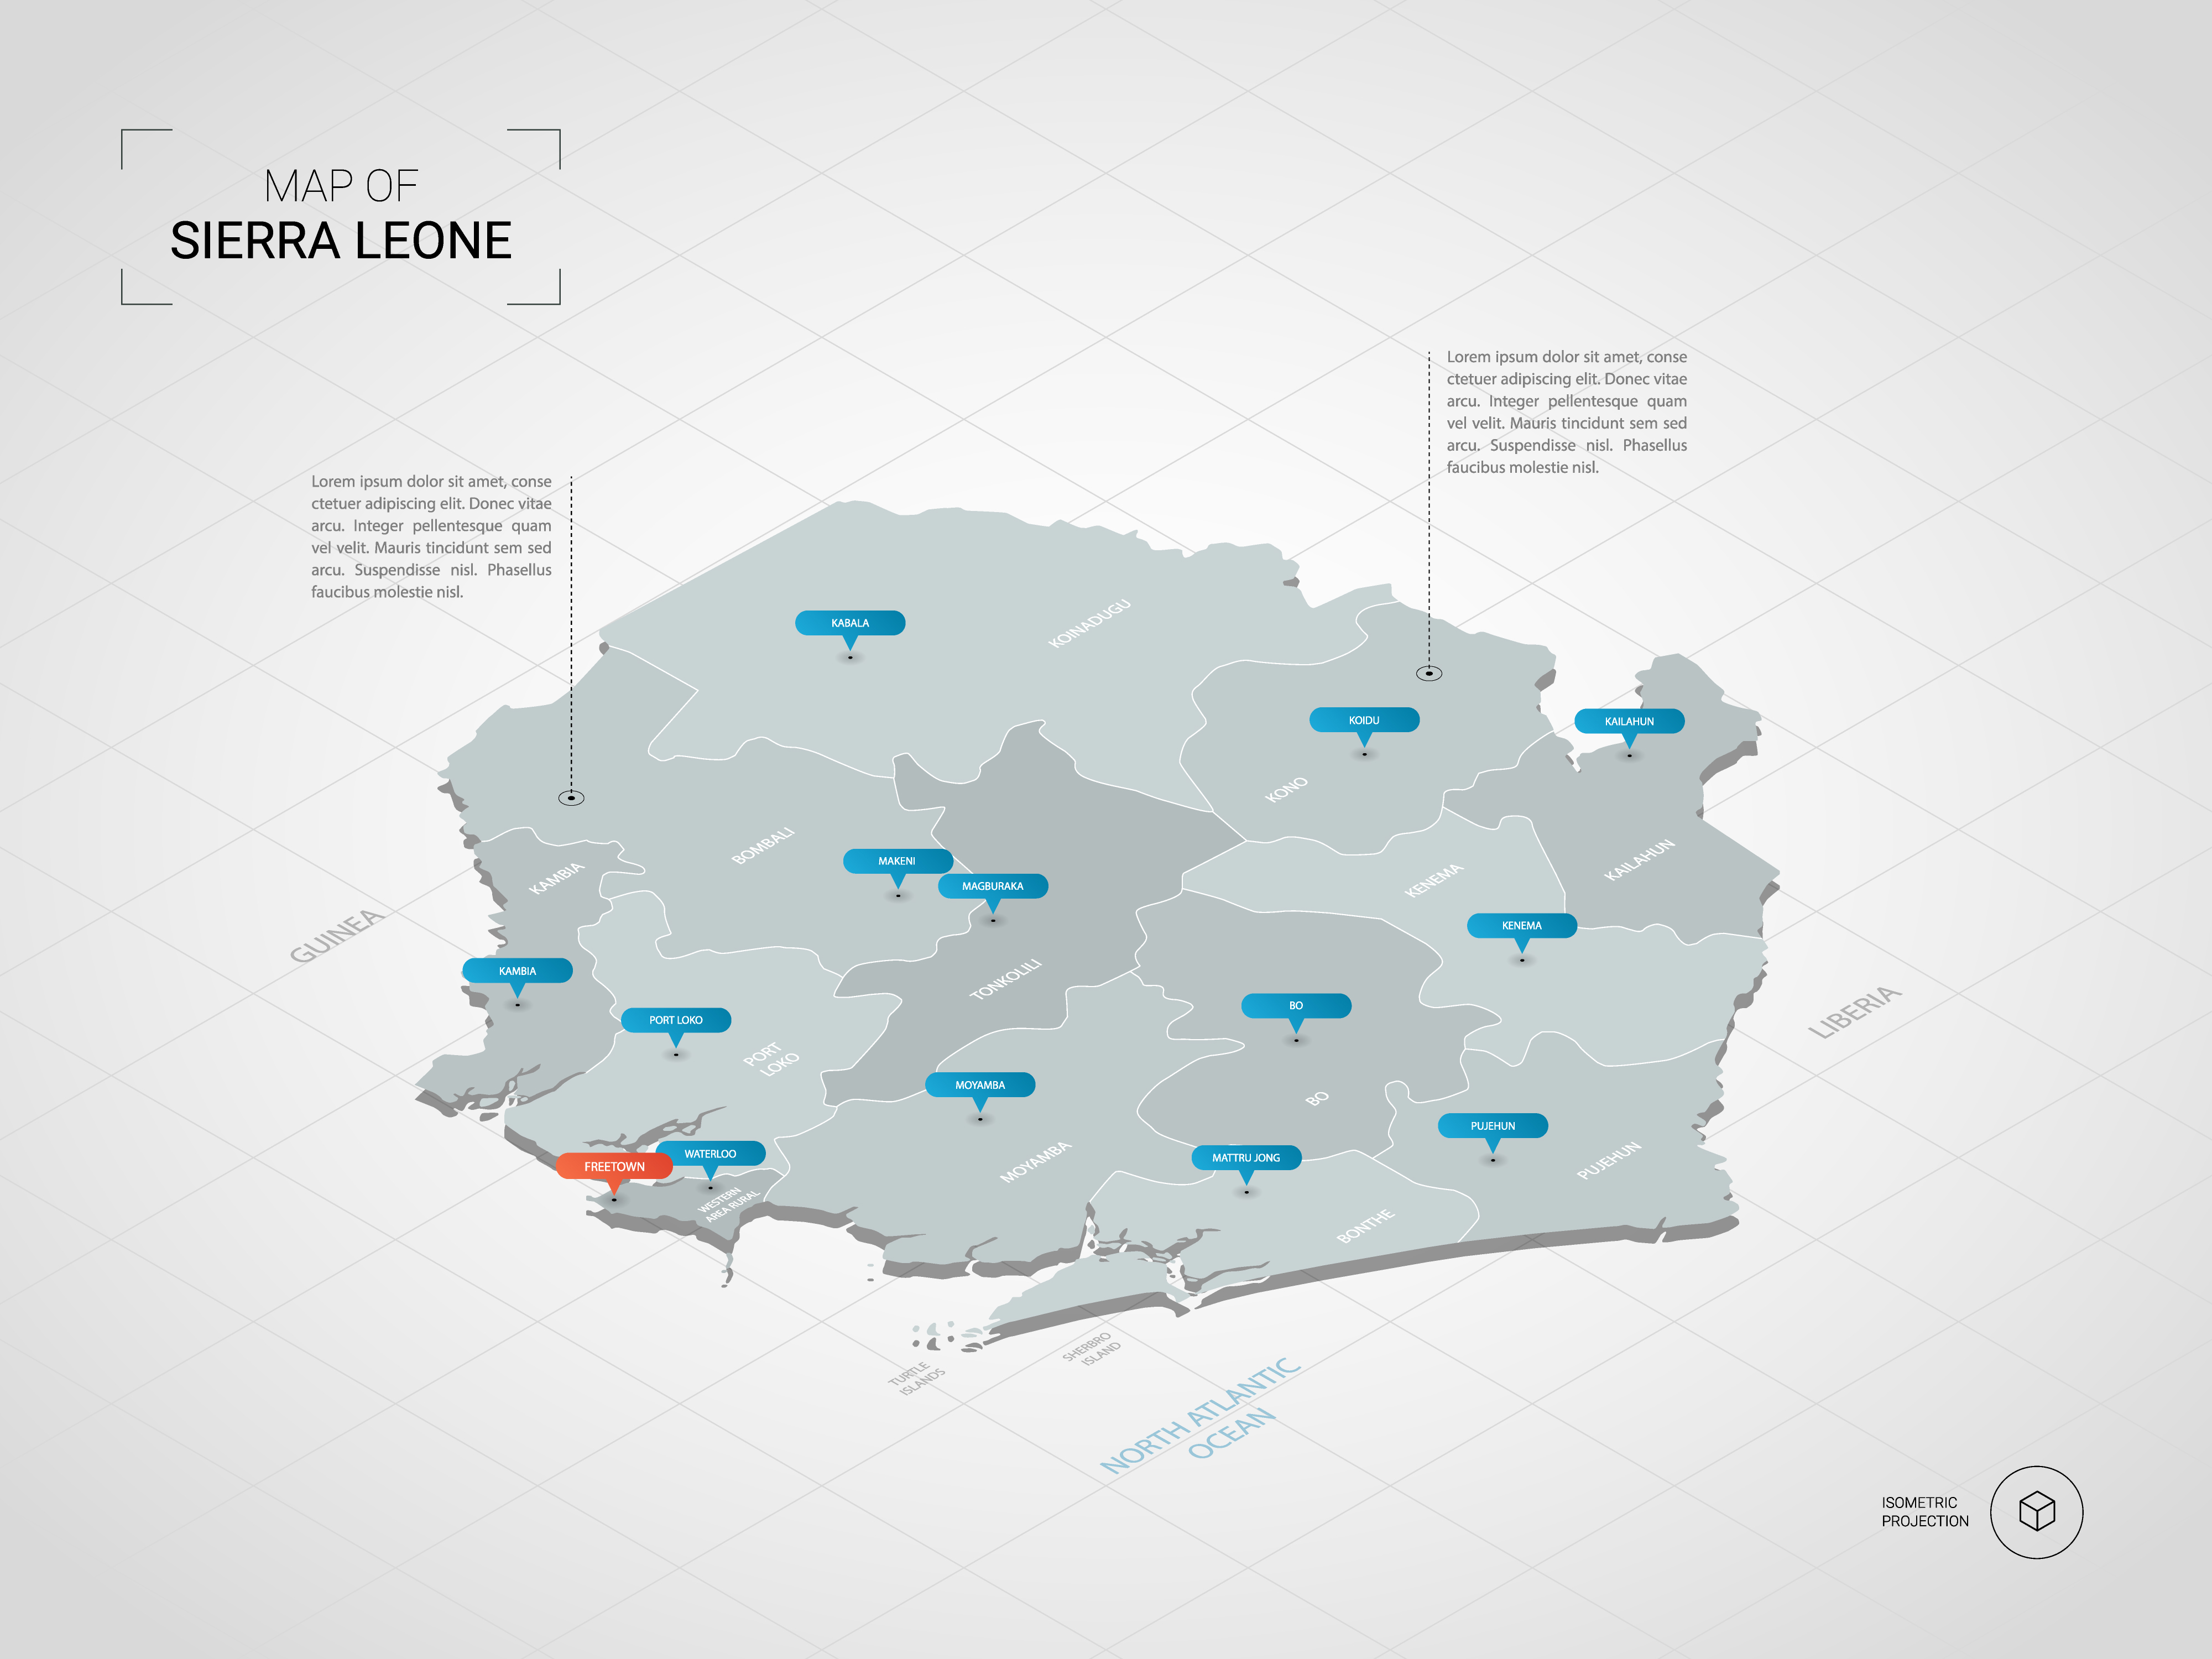 MAP OF
SIERRA LEONE
Lorem ipsum dolor sit amet, conse
ctetuer adipiscing elit. Donec vitae
arcu. Integer pellentesque quam
vel velit. Mauris tincidunt sem sed
arcu. Suspendisse nisl. Phasellus
faucibus molestie nisl.
Lorem ipsum dolor sit amet, conse
ctetuer adipiscing elit. Donec vitae
arcu. Integer pellentesque quam
vel velit. Mauris tincidunt sem sed
arcu. Suspendisse nisl. Phasellus
faucibus molestie nisl.
KABALA
KOINADUGU
KOIDU
KAILAHUN
KONO
BOMBALI
MAKENI
KAMBIA
MAGBURAKA
KENEMA
KAILAHUN
GUINEA
KENEMA
KAMBIA
TONKOLILI
PORT LOKO
BO
LIBERIA
PORT
LOKO
MOYAMBA
BO
PUJEHUN
WATERLOO
FREETOWN
MOYAMBA
MATTRU JONG
PUJEHUN
WESTERN
AREA RURAL
BONTHE
TURTLE
ISLANDS
SHERBRO
ISLAND
NORTH ATLANTIC
OCEAN
ISOMETRIC
PROJECTION